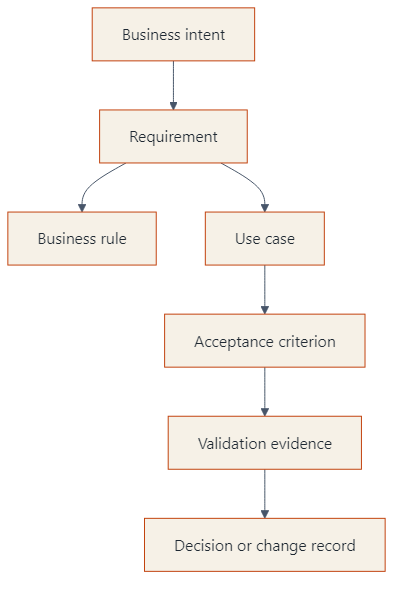 Business intent
Requirement
Business rule
Use case
Acceptance criterion
Validation evidence
Decision or change record